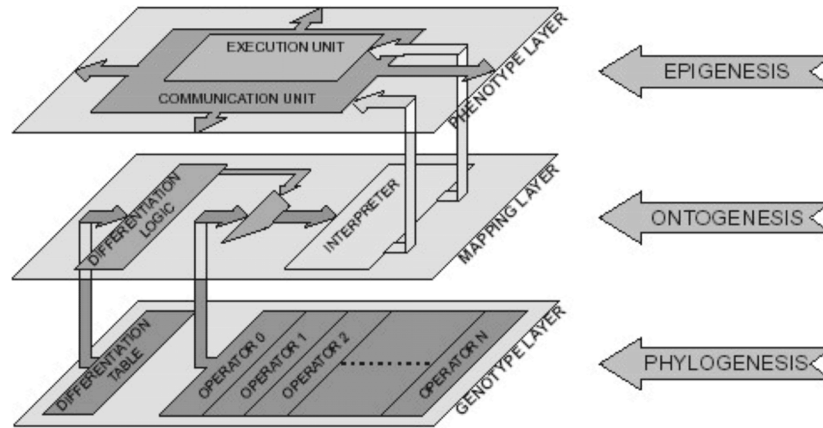 EXECUTION UNIT
COMMUNICATION UNIT
PHENOTYPE LAYER
EPIGENESIS
DIFFERENTIATION
LOGIC
INTERPRETER
MAPPING LAYER
ONTOGENESIS
DIFFERENTIATION
TABLE
OPERATOR 0
OPERATOR 1
OPERATOR 2
OPERATOR N
GENOTYPE LAYER
PHYLOGENESIS